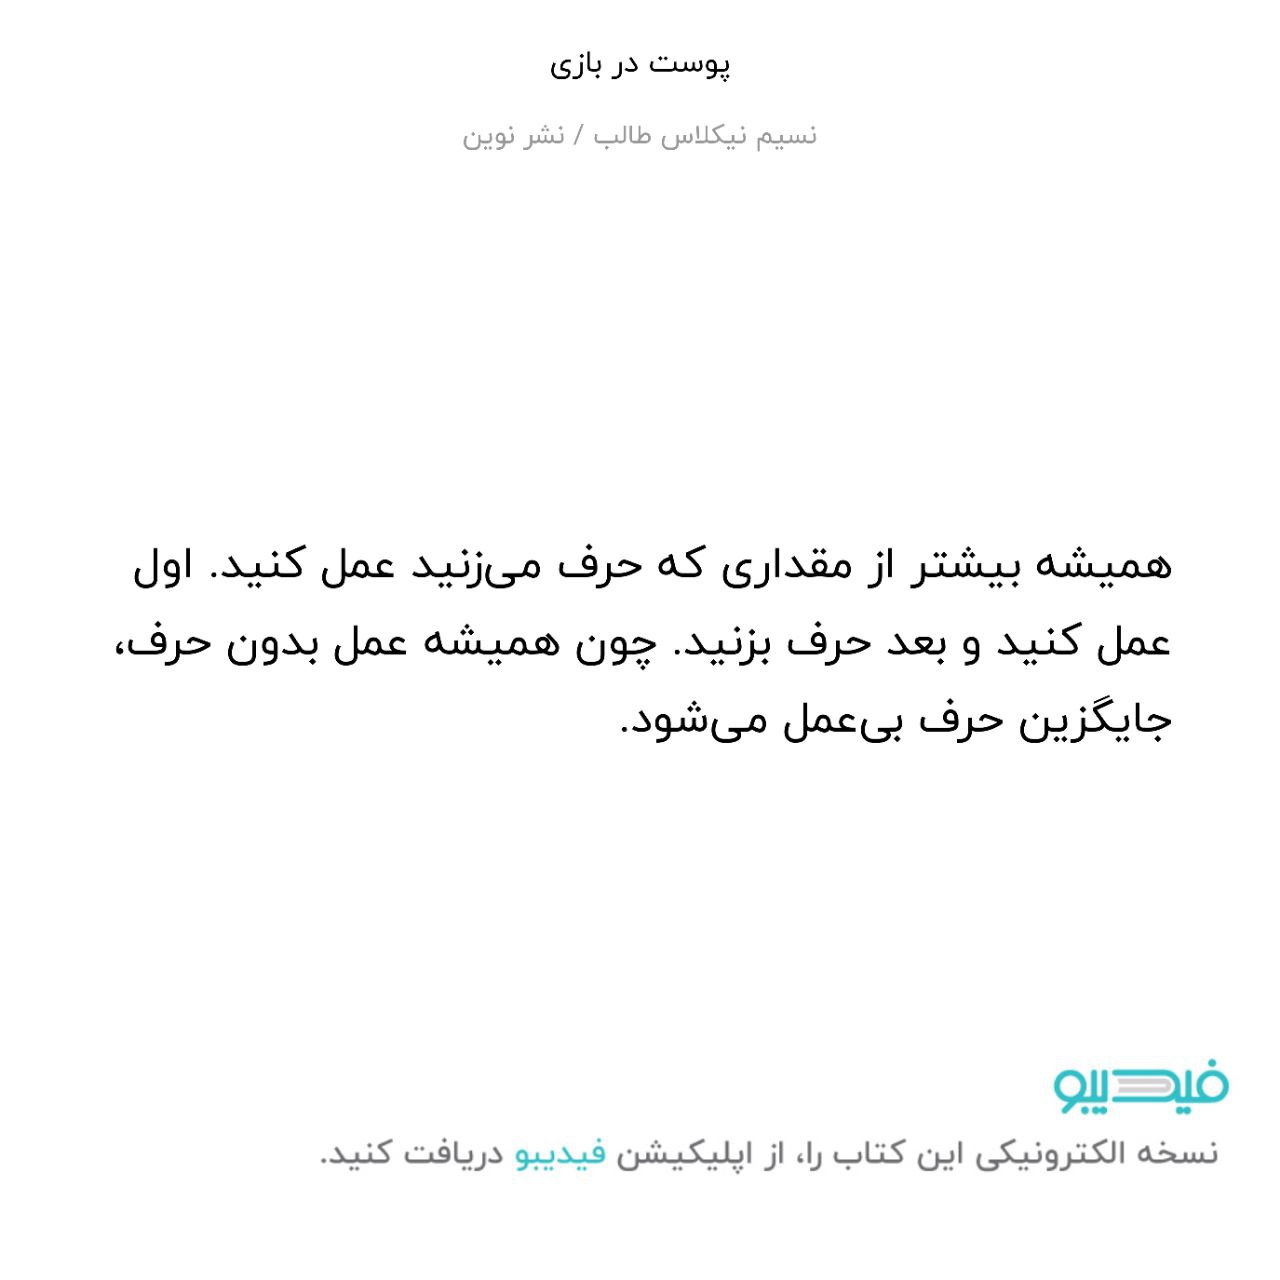 پوست در بازی
نسیم نیکلاس طالب / نشر نوین
همیشه بیشتر از مقداری که حرف می‌زنید عمل کنید. اول
عمل کنید و بعد حرف بزنید. چون همیشه عمل بدون حرف،
جایگزین حرف بی‌عمل می‌شود.
فیدیبو
نسخه الکترونیکی این کتاب را، از اپلیکیشن فیدیبو دریافت کنید.